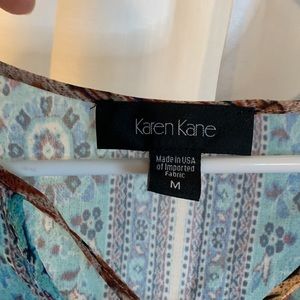 Karen Kane
Made in USA
of Imported
Fabric
M